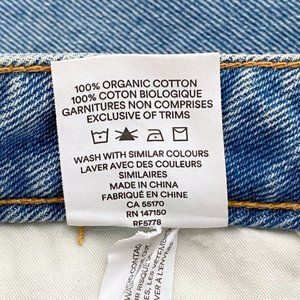 100% ORGANIC COTTON
100% COTON BIOLOGIQUE
GARNITURES NON COMPRISES
EXCLUSIVE OF TRIMS
WASH WITH SIMILAR COLOURS
LAVER AVEC DES COULEURS
SIMILAIRES
MADE IN CHINA
FABRIQUÉ EN CHINE
CA 55170
RN 147150
RF5778